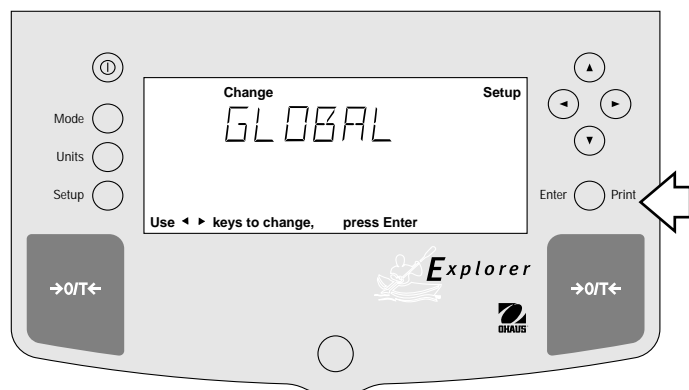 Change Setup
GLOBAL
Mode
Units
Setup
Use ◄ ► keys to change, press Enter
Enter Print
→0/T←
Explorer
→0/T←
OHAUS